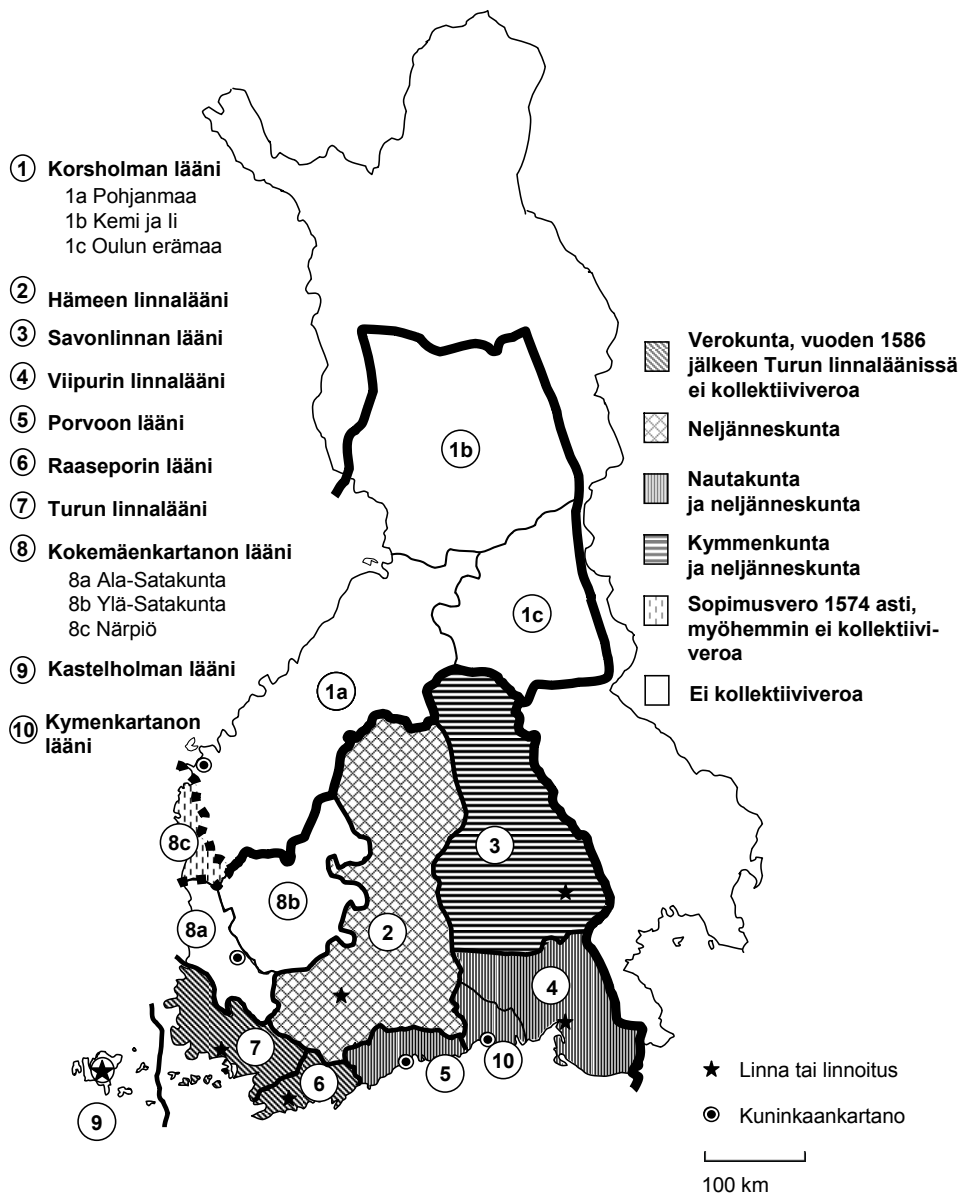 1 Korsholman lääni
1a Pohjanmaa
1b Kemi ja Ii
1c Oulun erämaa
2 Hämeen linnalääni
3 Savonlinnan lääni
4 Viipurin linnalääni
5 Porvoon lääni
6 Raaseporin lääni
7 Turun linnalääni
8 Kokemäenkartanon lääni
8a Ala-Satakunta
8b Ylä-Satakunta
8c Närpiö
9 Kastelholman lääni
10 Kymenkartanon
lääni
Verokunta, vuoden 1586
jälkeen Turun linnaläänissä
ei kollektiiviveroa
Neljänneskunta
Nautakunta
ja neljänneskunta
Kymmenkunta
ja neljänneskunta
Sopimusvero 1574 asti,
myöhemmin ei kollektiivi-
veroa
Ei kollektiiviveroa
1b
1c
1a
8c
3
8b
8a
2
4
7
6
5
10
9
Linna tai linnoitus
Kuninkaankartano
100 km